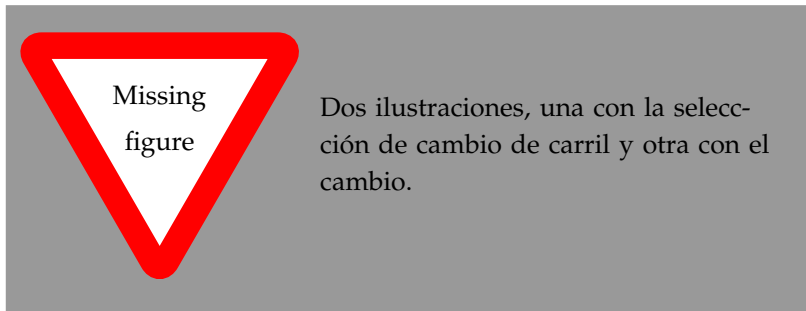 Missing
figure
Dos ilustraciones, una con la selecc-
ción de cambio de carril y otra con el
cambio.